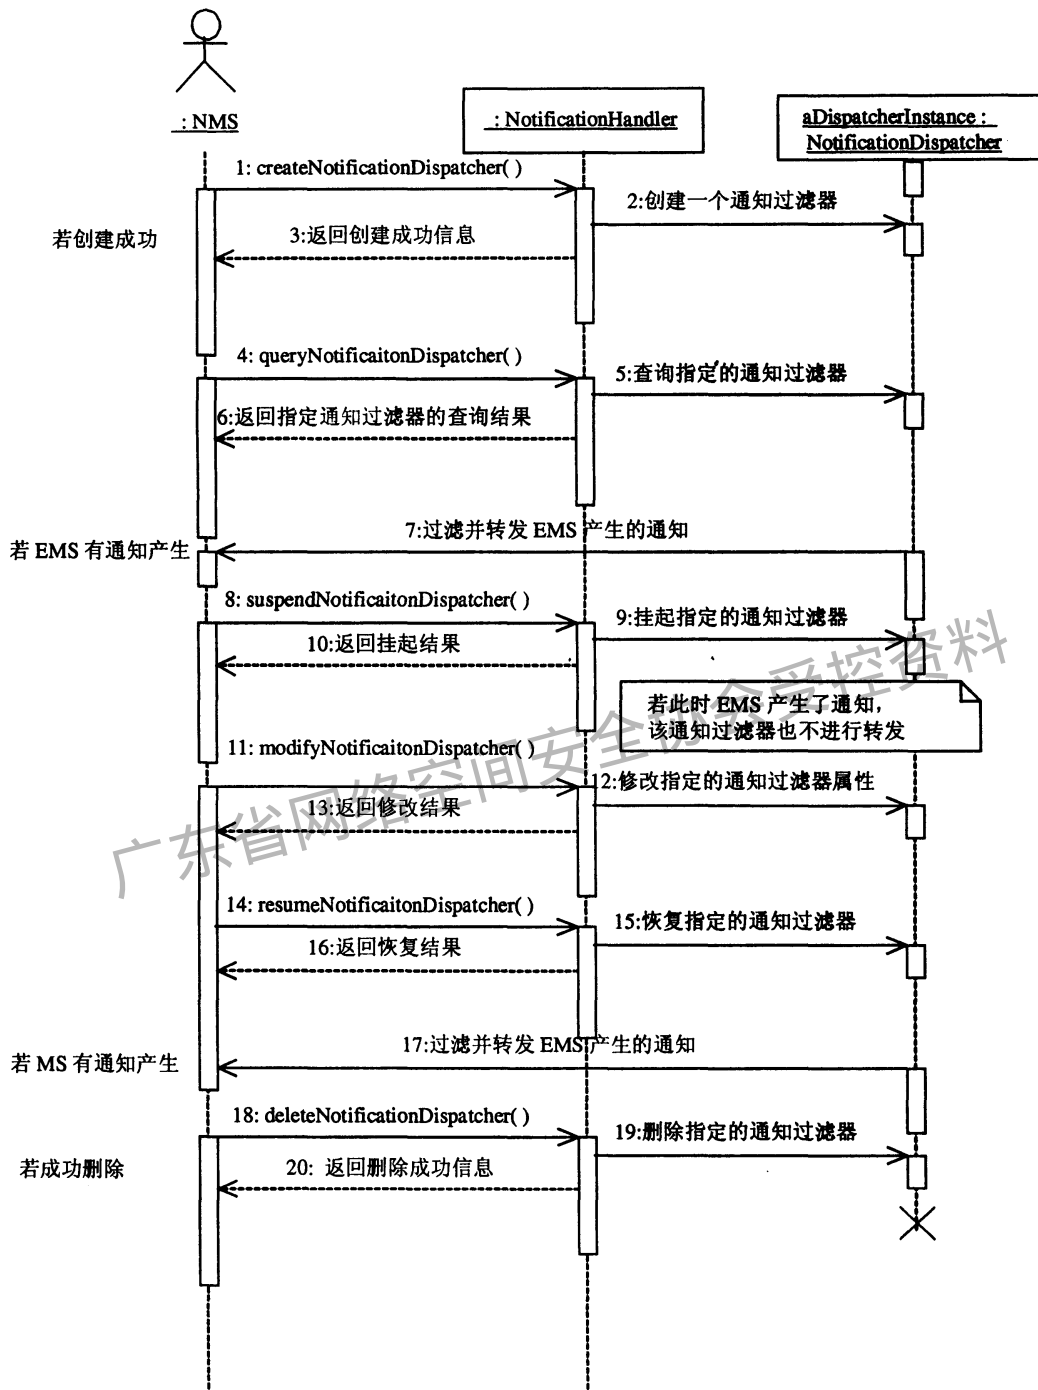 : NMS
: NotificationHandler
aDispatcherInstance :
NotificationDispatcher
1: createNotificationDispatcher( )
2:创建一个通知过滤器
若创建成功
3:返回创建成功信息
4: queryNotificaitonDispatcher( )
5:查询指定的通知过滤器
6:返回指定通知过滤器的查询结果
7:过滤并转发 EMS 产生的通知
若 EMS 有通知产生
8: suspendNotificaitonDispatcher( )
9:挂起指定的通知过滤器
10:返回挂起结果
若此时 EMS 产生了通知，
该通知过滤器也不进行转发
11: modifyNotificaitonDispatcher( )
12:修改指定的通知过滤器属性
13:返回修改结果
14: resumeNotificaitonDispatcher( )
15:恢复指定的通知过滤器
16:返回恢复结果
17:过滤并转发 EMS 产生的通知
若 MS 有通知产生
18: deleteNotificationDispatcher( )
19:删除指定的通知过滤器
若成功删除
20: 返回删除成功信息
广东省网络空间安全协会受控资料